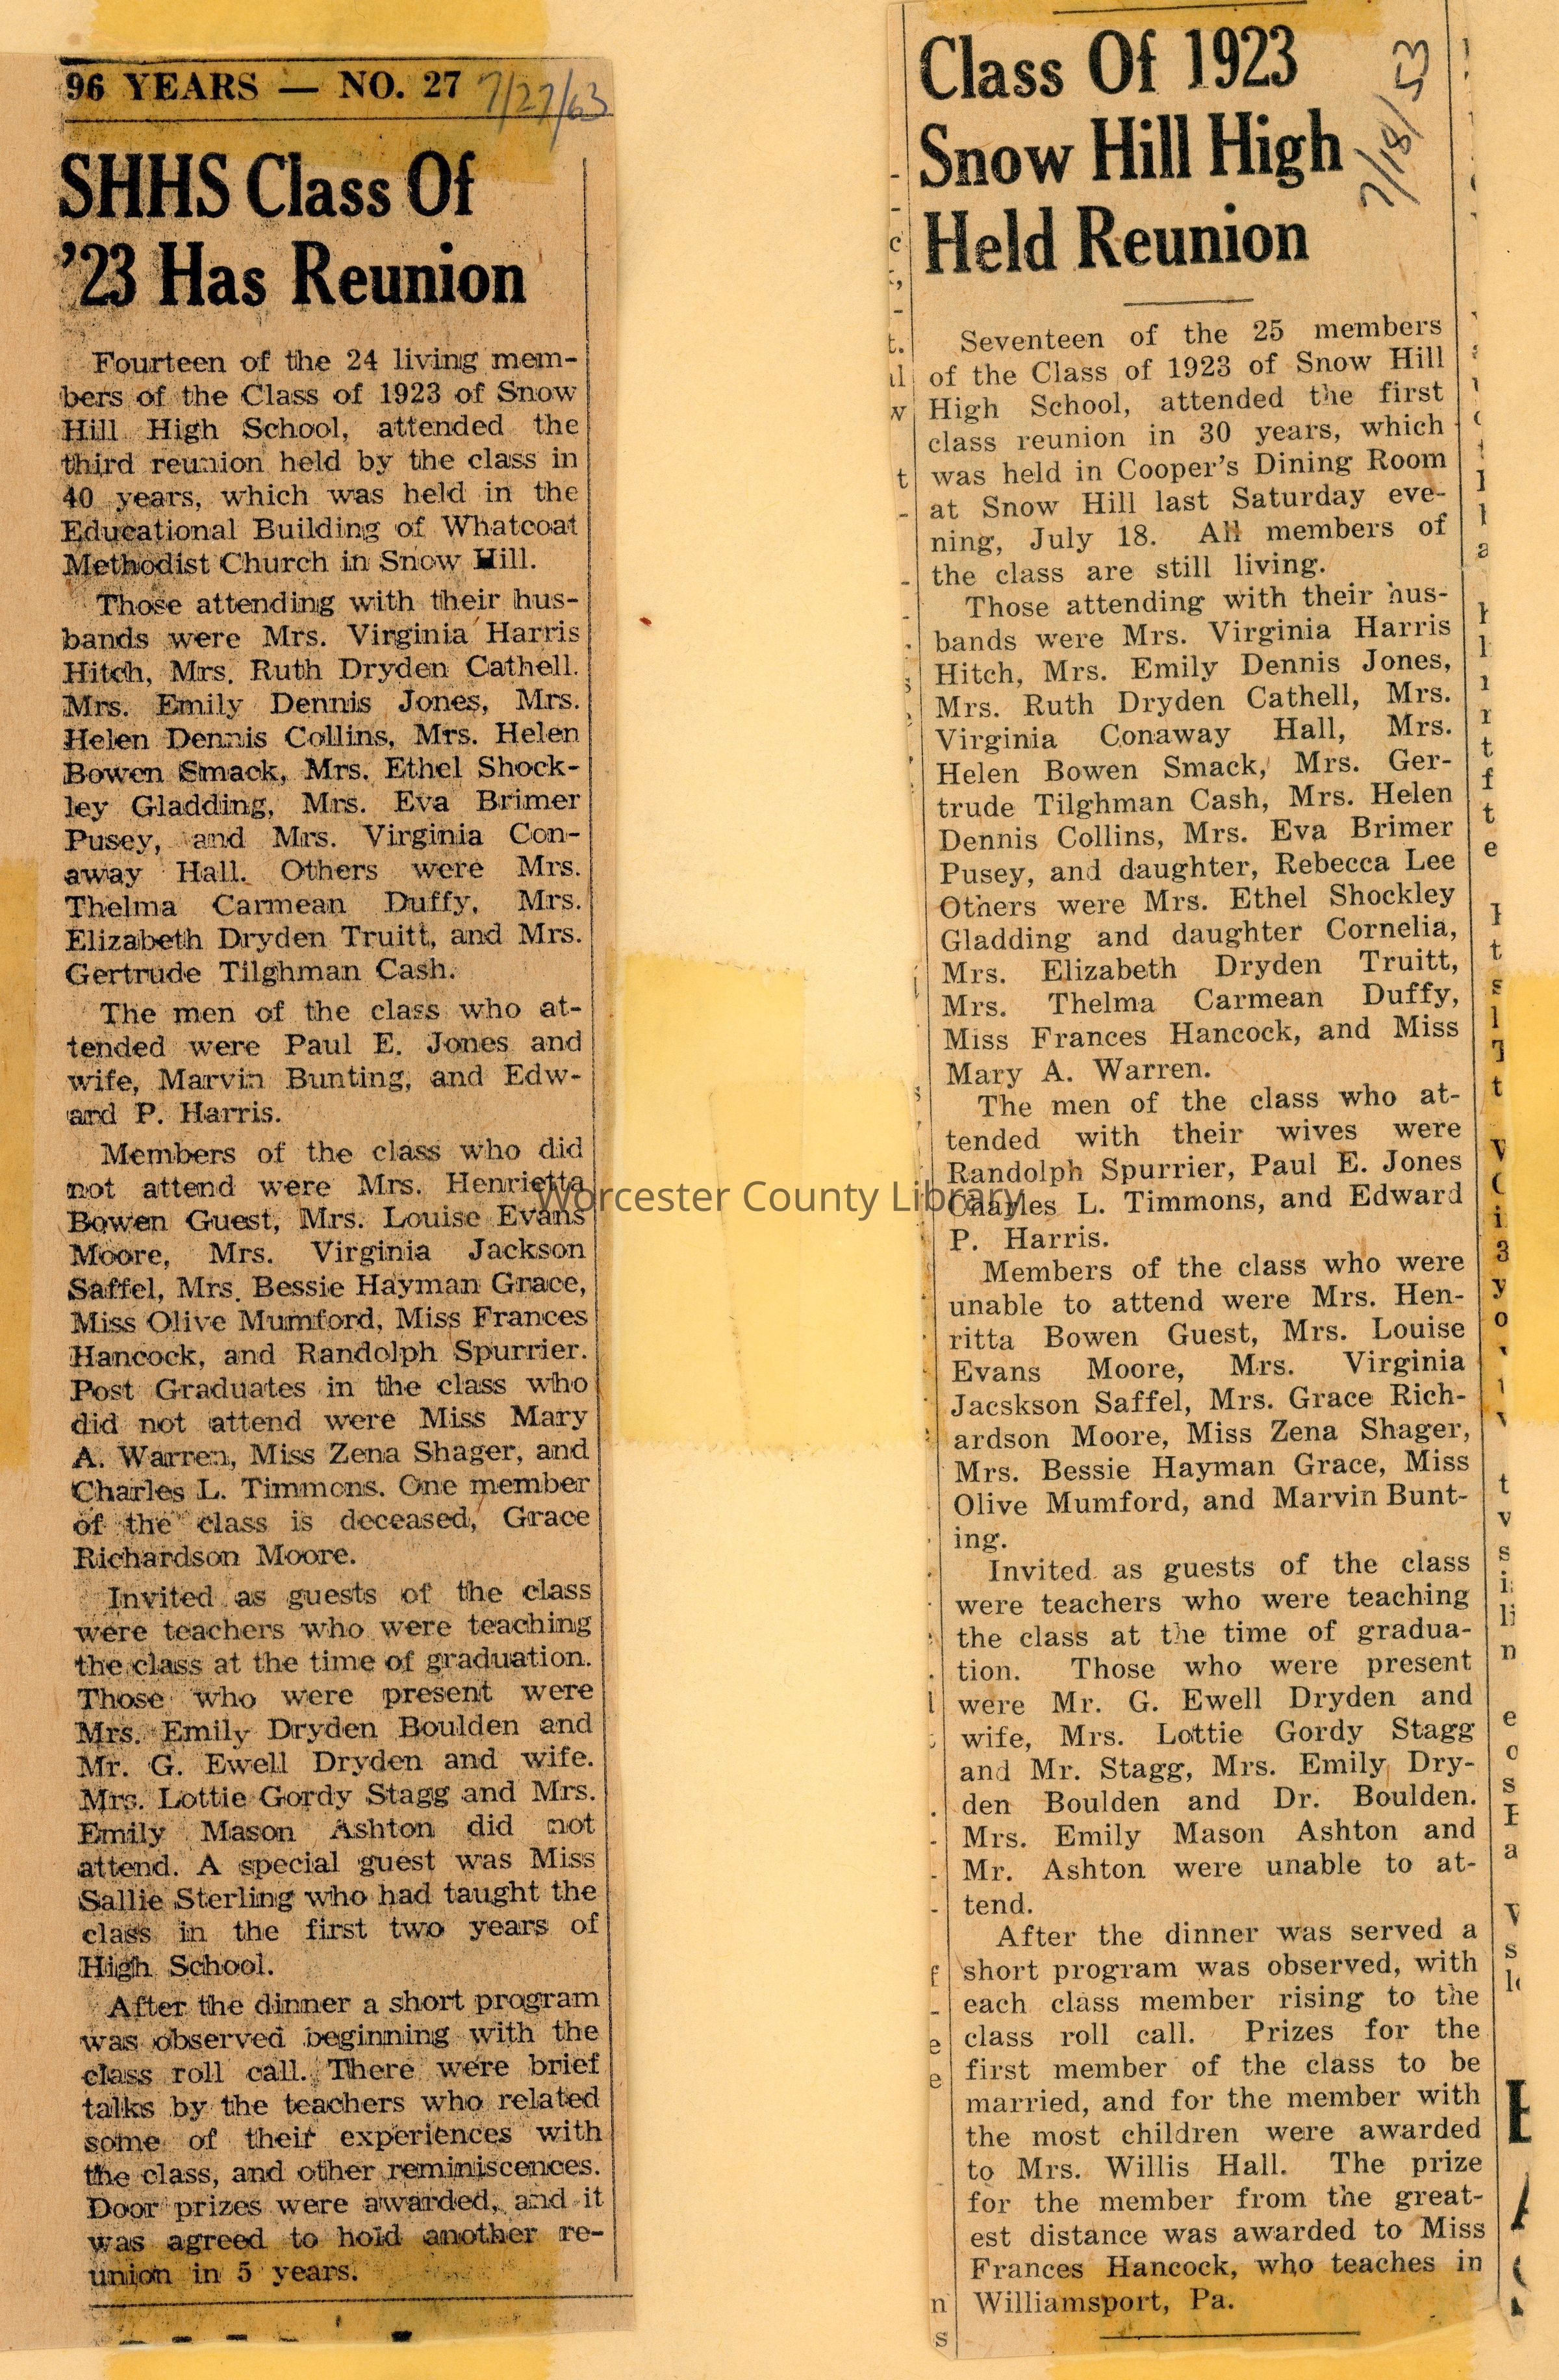 96 YEARS — NO. 27 7/27/63
SHHS Class Of
'23 Has Reunion
Fourteen of the 24 living mem-
bers of the Class of 1923 of Snow
Hill High School, attended the
third reunion held by the class in
40 years, which was held in the
Educational Building of Whatcoat
Methodist Church in Snow Hill.
Those attending with their hus-
bands were Mrs. Virginia Harris
Hitch, Mrs. Ruth Dryden Cathell.
Mrs. Emily Dennis Jones, Mrs.
Helen Dennis Collins, Mrs. Helen
Bowen Smack, Mrs. Ethel Shock-
ley Gladding, Mrs. Eva Brimer
Pusey, and Mrs. Virginia Con-
away Hall. Others were Mrs.
Thelma Carmean Duffy, Mrs.
Elizabeth Dryden Truitt, and Mrs.
Gertrude Tilghman Cash.
The men of the class who at-
tended were Paul E. Jones and
wife, Marvin Bunting, and Edw-
ard P. Harris.
Members of the class who did
not attend were Mrs. Henrietta
Bowen Guest, Mrs. Louise Evans
Moore, Mrs. Virginia Jackson
Saffel, Mrs. Bessie Hayman Grace,
Miss Olive Mumford, Miss Frances
Hancock, and Randolph Spurrier.
Post Graduates in the class who
did not attend were Miss Mary
A. Warren, Miss Zena Shager, and
Charles L. Timmons. One member
of the class is deceased, Grace
Richardson Moore.
Invited as guests of the class
were teachers who were teaching
the class at the time of graduation.
Those who were present were
Mrs. Emily Dryden Boulden and
Mr. G. Ewell Dryden and wife.
Mrs. Lottie Gordy Stagg and Mrs.
Emily Mason Ashton did not
attend. A special guest was Miss
Sallie Sterling who had taught the
class in the first two years of
High School.
After the dinner a short program
was observed beginning with the
class roll call. There were brief
talks by the teachers who related
some of their experiences with
the class, and other reminiscences.
Door prizes were awarded, and it
was agreed to hold another re-
union in 5 years.
Class Of 1923
Snow Hill High
Held Reunion
7/18/53
Seventeen of the 25 members
of the Class of 1923 of Snow Hill
High School, attended the first
class reunion in 30 years, which
was held in Cooper's Dining Room
at Snow Hill last Saturday eve-
ning, July 18. All members of
the class are still living.
Those attending with their hus-
bands were Mrs. Virginia Harris
Hitch, Mrs. Emily Dennis Jones,
Mrs. Ruth Dryden Cathell, Mrs.
Virginia Conaway Hall, Mrs.
Helen Bowen Smack, Mrs. Ger-
trude Tilghman Cash, Mrs. Helen
Dennis Collins, Mrs. Eva Brimer
Pusey, and daughter, Rebecca Lee
Others were Mrs. Ethel Shockley
Gladding and daughter Cornelia,
Mrs. Elizabeth Dryden Truitt,
Mrs. Thelma Carmean Duffy,
Miss Frances Hancock, and Miss
Mary A. Warren.
The men of the class who at-
tended with their wives were
Randolph Spurrier, Paul E. Jones
Charles L. Timmons, and Edward
P. Harris.
Members of the class who were
unable to attend were Mrs. Hen-
ritta Bowen Guest, Mrs. Louise
Evans Moore, Mrs. Virginia
Jacskson Saffel, Mrs. Grace Rich-
ardson Moore, Miss Zena Shager,
Mrs. Bessie Hayman Grace, Miss
Olive Mumford, and Marvin Bunt-
ing.
Invited as guests of the class
were teachers who were teaching
the class at the time of gradua-
tion. Those who were present
were Mr. G. Ewell Dryden and
wife, Mrs. Lottie Gordy Stagg
and Mr. Stagg, Mrs. Emily Dry-
den Boulden and Dr. Boulden.
Mrs. Emily Mason Ashton and
Mr. Ashton were unable to at-
tend.
After the dinner was served a
short program was observed, with
each class member rising to the
class roll call. Prizes for the
first member of the class to be
married, and for the member with
the most children were awarded
to Mrs. Willis Hall. The prize
for the member from the great-
est distance was awarded to Miss
Frances Hancock, who teaches in
Williamsport, Pa.
Worcester County Library